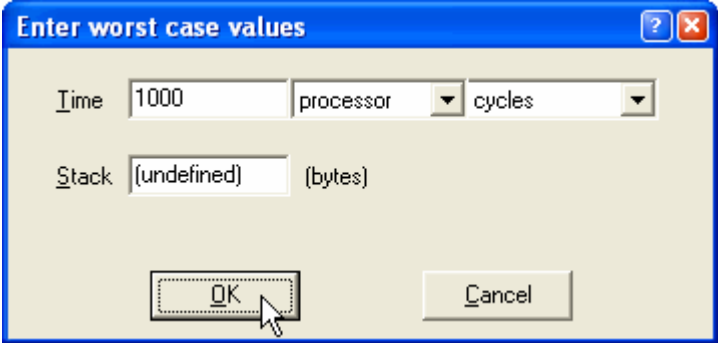 Enter worst case values
Time 1000 processor cycles
Stack (undefined) (bytes)
OK Cancel